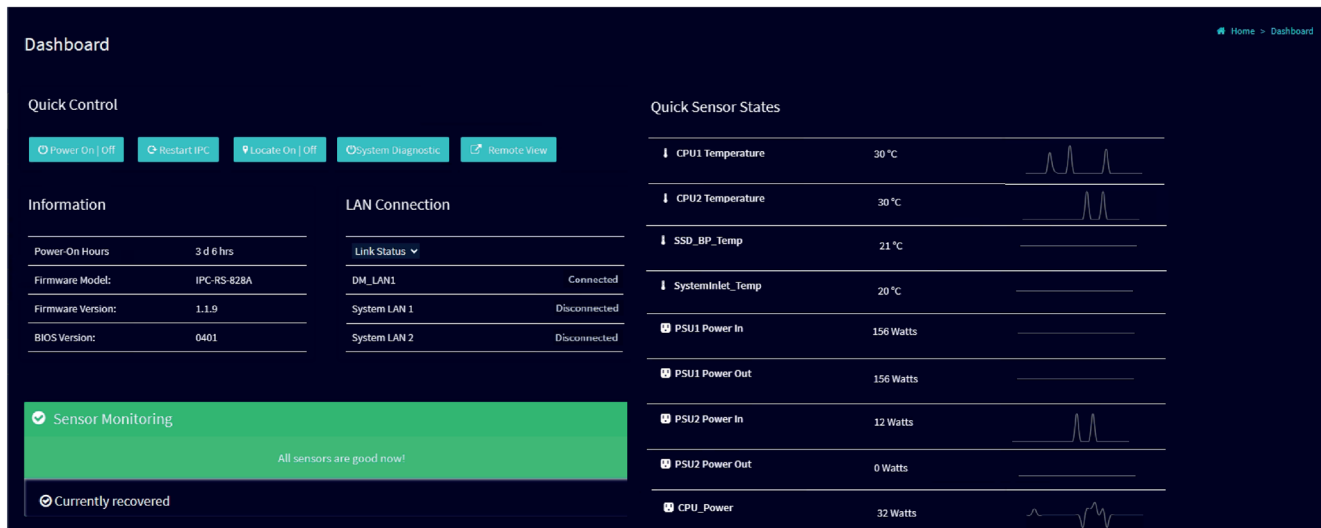 Dashboard
Home > Dashboard
Quick Control
Power On | Off
Restart IPC
Locate On | Off
System Diagnostic
Remote View
Information
Power-On Hours 3 d 6 hrs
Firmware Model: IPC-RS-828A
Firmware Version: 1.1.9
BIOS Version: 0401
LAN Connection
Link Status
DM_LAN1 Connected
System LAN 1 Disconnected
System LAN 2 Disconnected
Sensor Monitoring
All sensors are good now!
Currently recovered
Quick Sensor States
CPU1 Temperature 30 °C
CPU2 Temperature 30 °C
SSD_BP_Temp 21 °C
SystemInlet_Temp 20 °C
PSU1 Power In 156 Watts
PSU1 Power Out 156 Watts
PSU2 Power In 12 Watts
PSU2 Power Out 0 Watts
CPU_Power 32 Watts